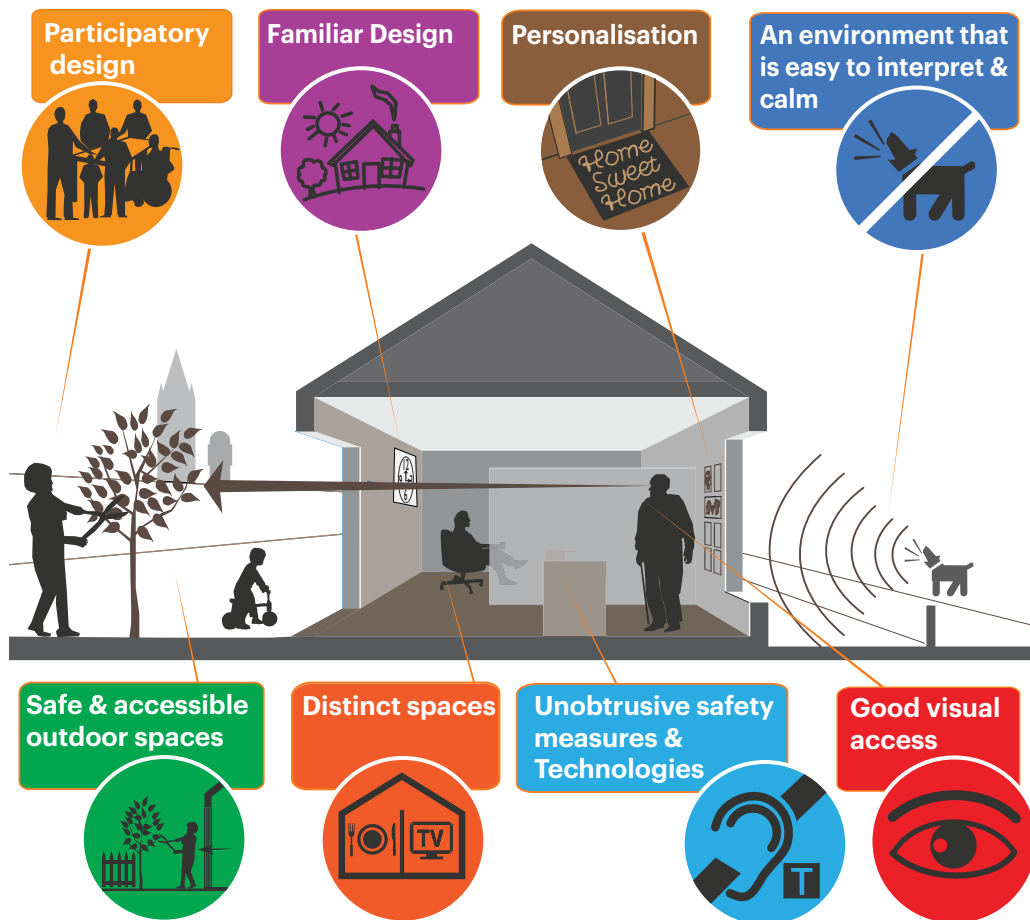 Participatory
design
Familiar Design
Personalisation
An environment that
is easy to interpret &
calm
Home
Sweet
Home
Safe & accessible
outdoor spaces
Distinct spaces
Unobtrusive safety
measures &
Technologies
Good visual
access
TV
T